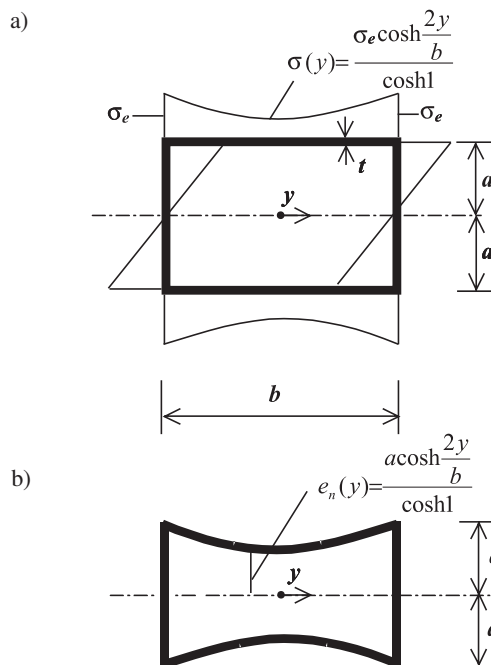 a)
σ(y)= σ_e cosh 2y/b / cosh1
σ_e
σ_e
t
a
y
a
b
b)
e_n(y)= a cosh 2y/b / cosh1
y